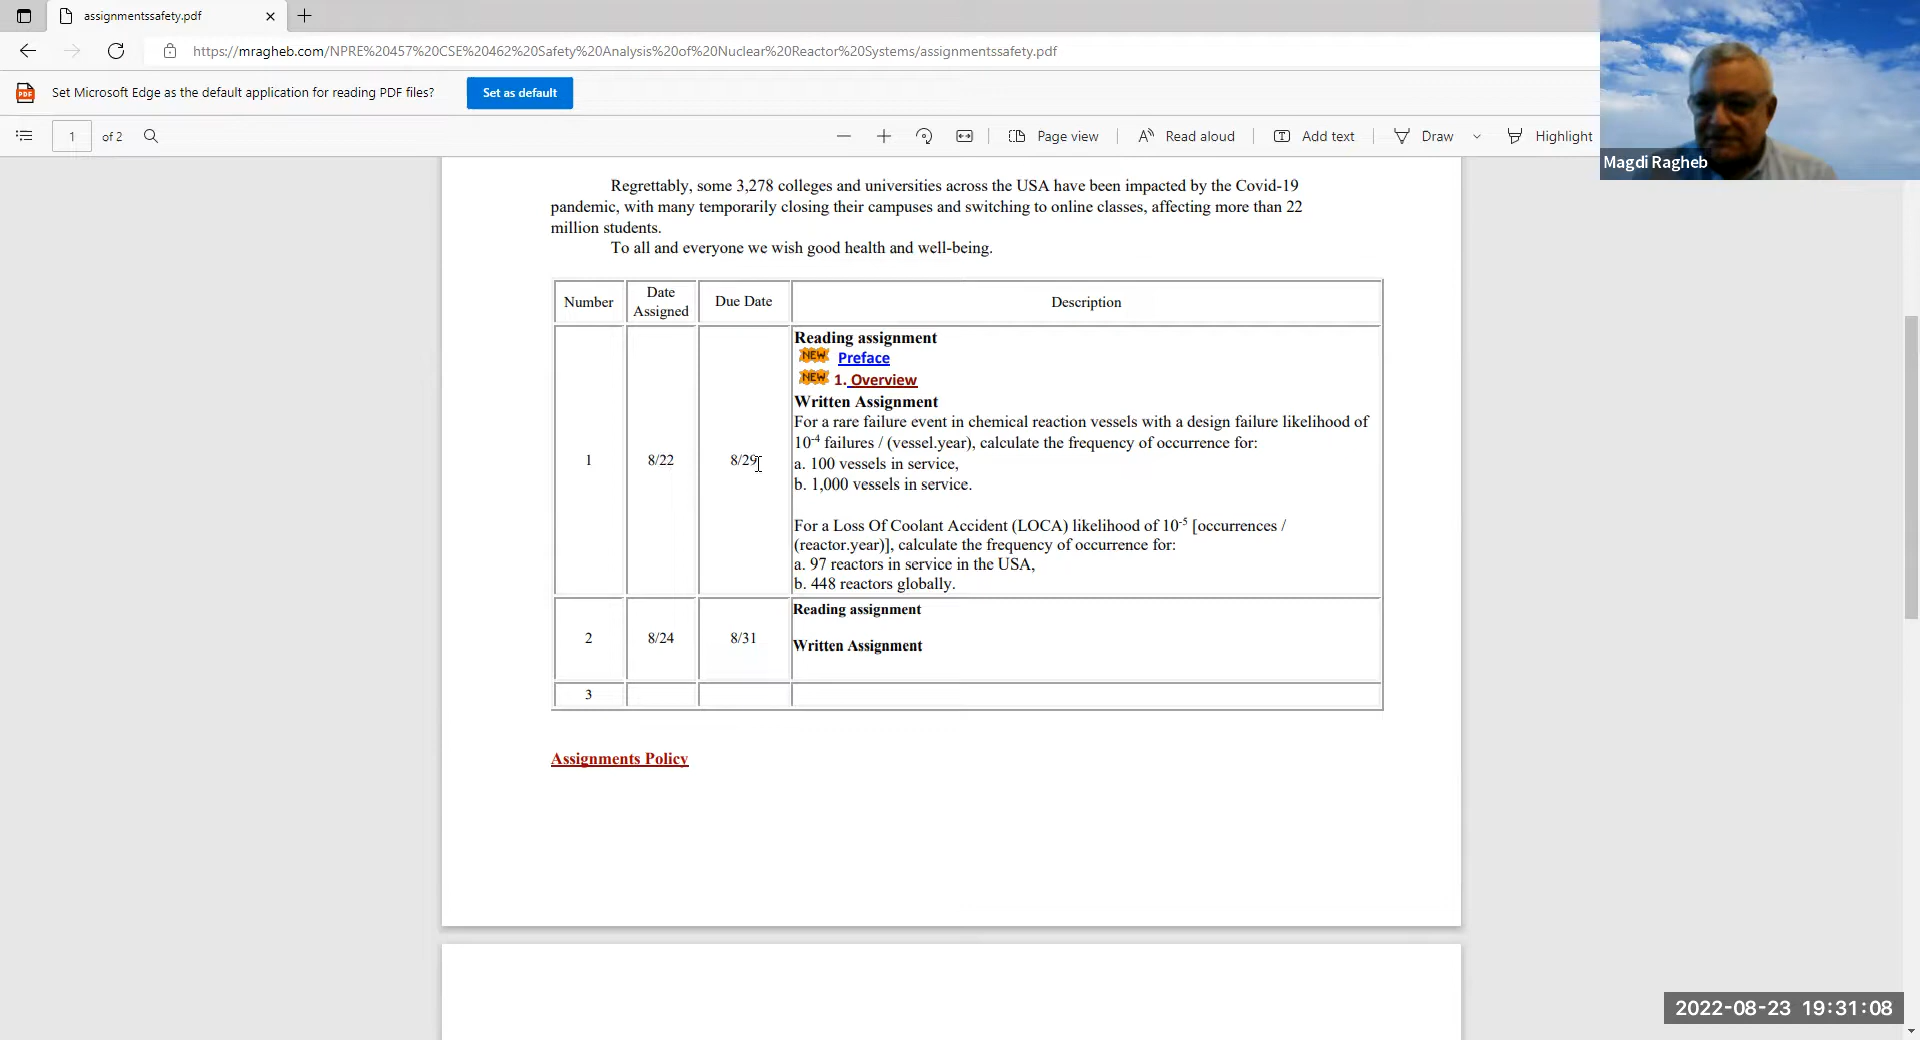 assignmentssafety.pdf
https://mragheb.com/NPRE%20457%20CSE%20462%20Safety%20Analysis%20of%20Nuclear%20Reactor%20Systems/assignmentssafety.pdf
PDF
Set Microsoft Edge as the default application for reading PDF files?
Set as default
1 of 2
Page view
Read aloud
Add text
Draw
Highlight
Magdi Ragheb
Regrettably, some 3,278 colleges and universities across the USA have been impacted by the Covid-19
pandemic, with many temporarily closing their campuses and switching to online classes, affecting more than 22
million students.
To all and everyone we wish good health and well-being.
Number
Date
Assigned
Due Date
Description
1
8/22
8/29
Reading assignment
NEW Preface
NEW 1. Overview
Written Assignment
For a rare failure event in chemical reaction vessels with a design failure likelihood of
10-4 failures / (vessel.year), calculate the frequency of occurrence for:
a. 100 vessels in service,
b. 1,000 vessels in service.
For a Loss Of Coolant Accident (LOCA) likelihood of 10-5 [occurrences /
(reactor.year)], calculate the frequency of occurrence for:
a. 97 reactors in service in the USA,
b. 448 reactors globally.
2
8/24
8/31
Reading assignment
Written Assignment
3
Assignments Policy
2022-08-23 19:31:08